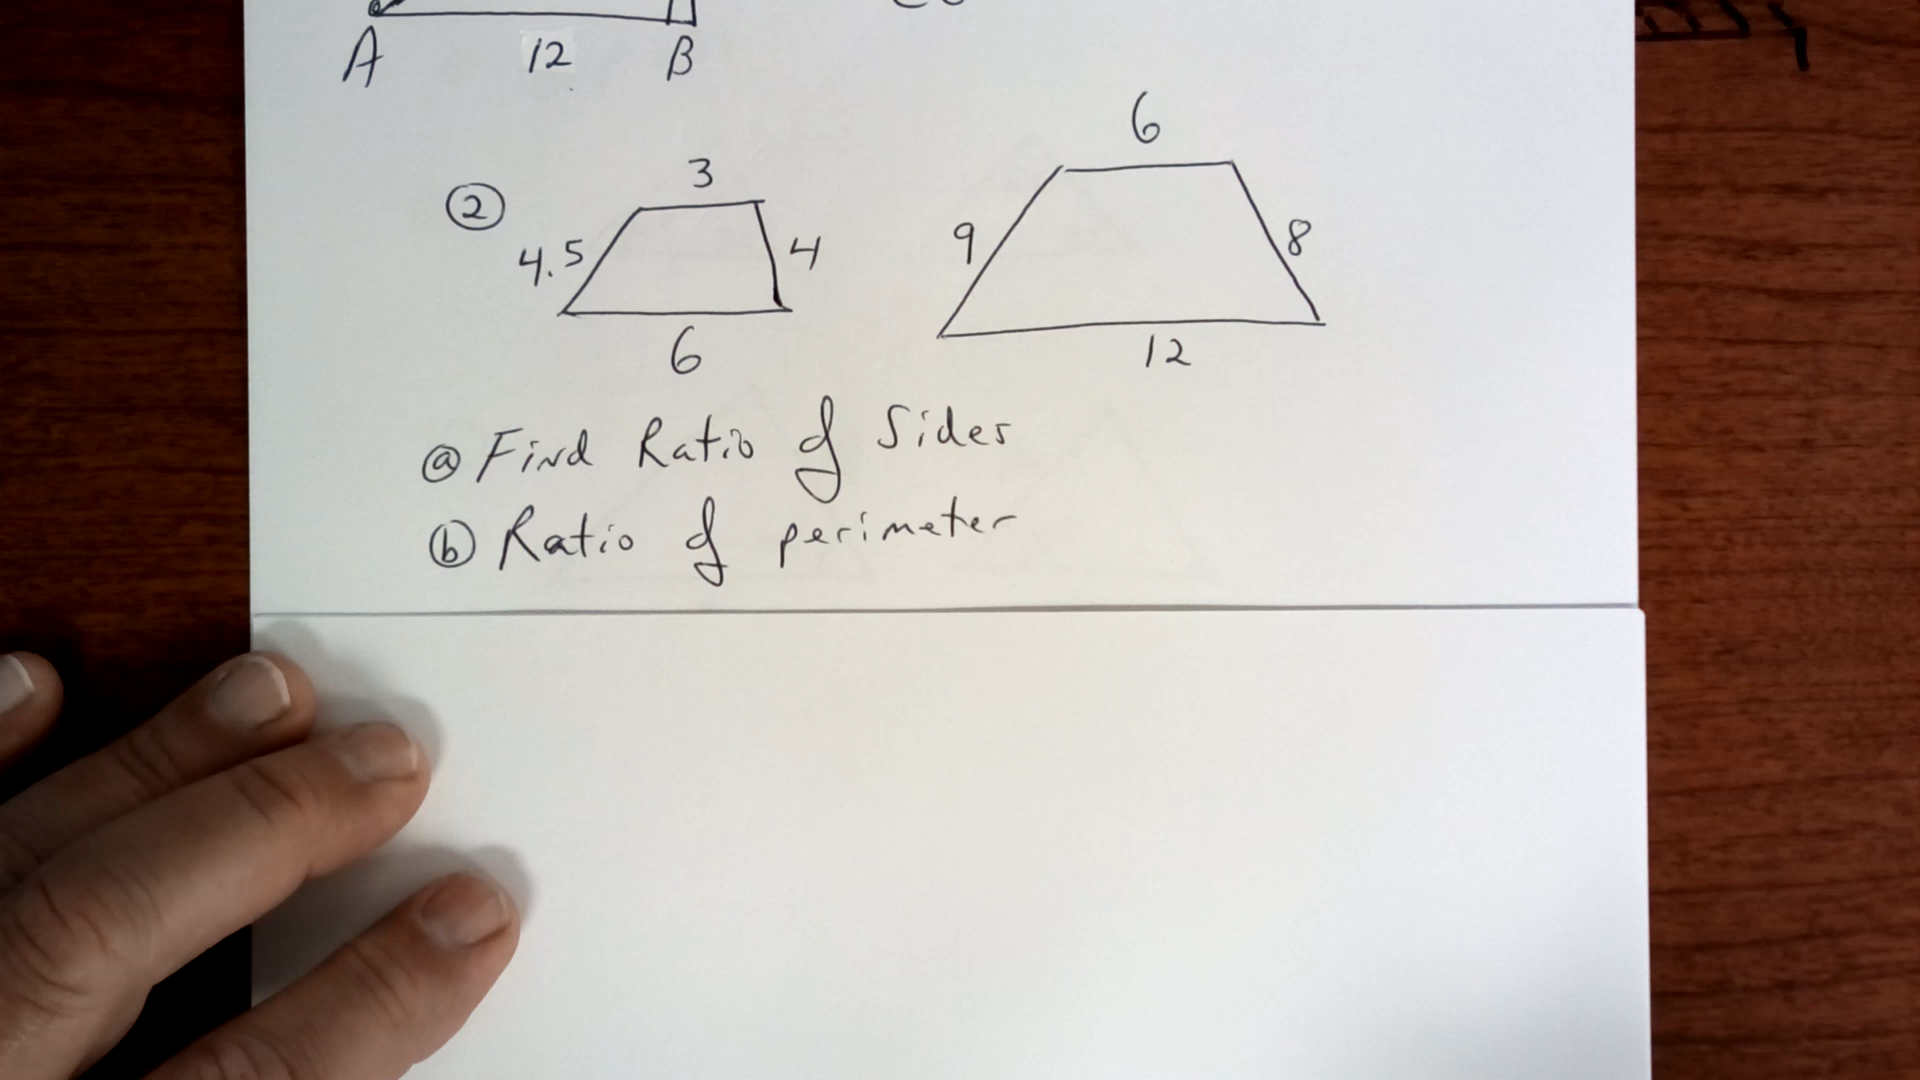 A 12 B
6
3
② 4.5 4 9 8
6 12
ⓐ Find Ratio of Sides
ⓑ Ratio of perimeter